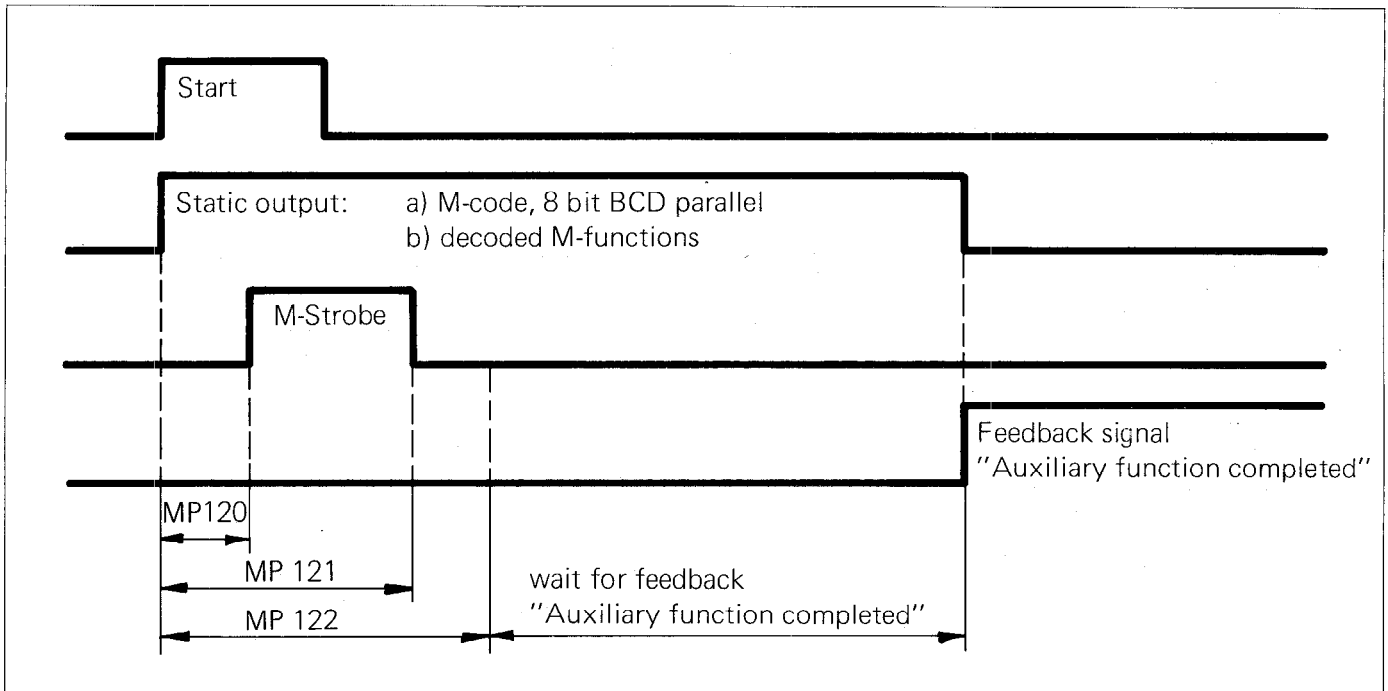 Start
Static output: a) M-code, 8 bit BCD parallel
b) decoded M-functions
M-Strobe
Feedback signal
"Auxiliary function completed"
MP120
MP 121
MP 122
wait for feedback
"Auxiliary function completed"